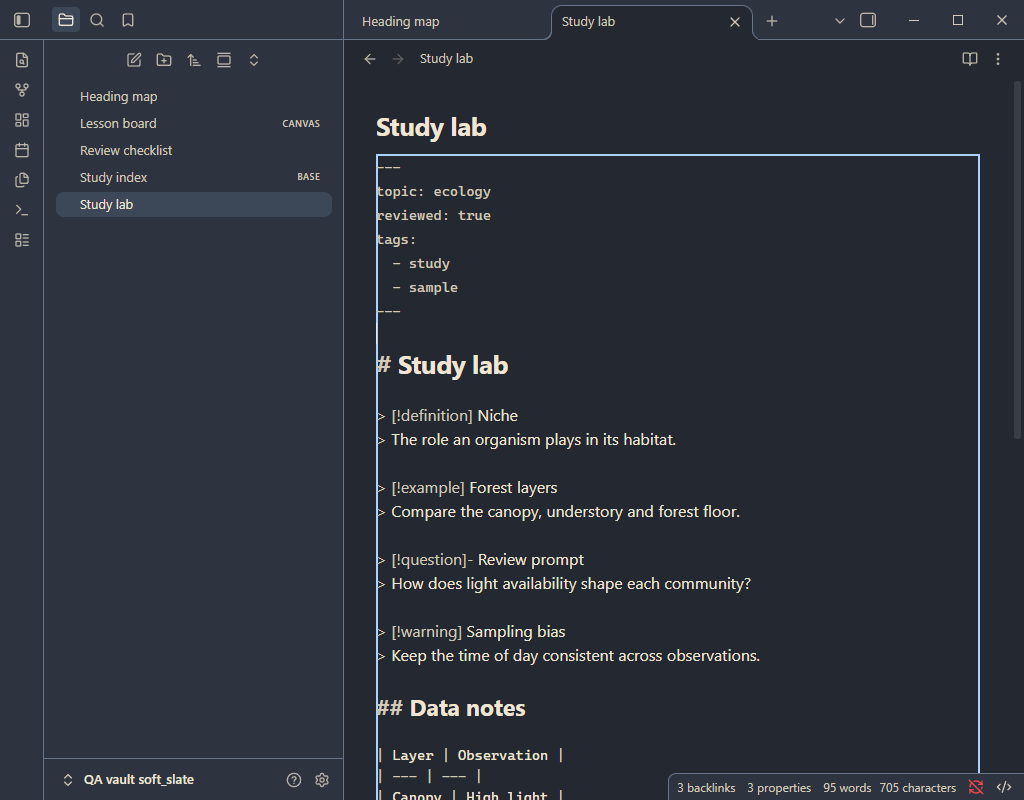 Heading map
Study lab
Study lab
Heading map
Lesson board CANVAS
Review checklist
Study index BASE
Study lab
Study lab
---
topic: ecology
reviewed: true
tags:
  - study
  - sample
---
# Study lab
> [!definition] Niche
> The role an organism plays in its habitat.
> [!example] Forest layers
> Compare the canopy, understory and forest floor.
> [!question]- Review prompt
> How does light availability shape each community?
> [!warning] Sampling bias
> Keep the time of day consistent across observations.
## Data notes
| Layer | Observation |
| --- | --- |
| Canopy | High light |
QA vault soft_slate
3 backlinks 3 properties 95 words 705 characters